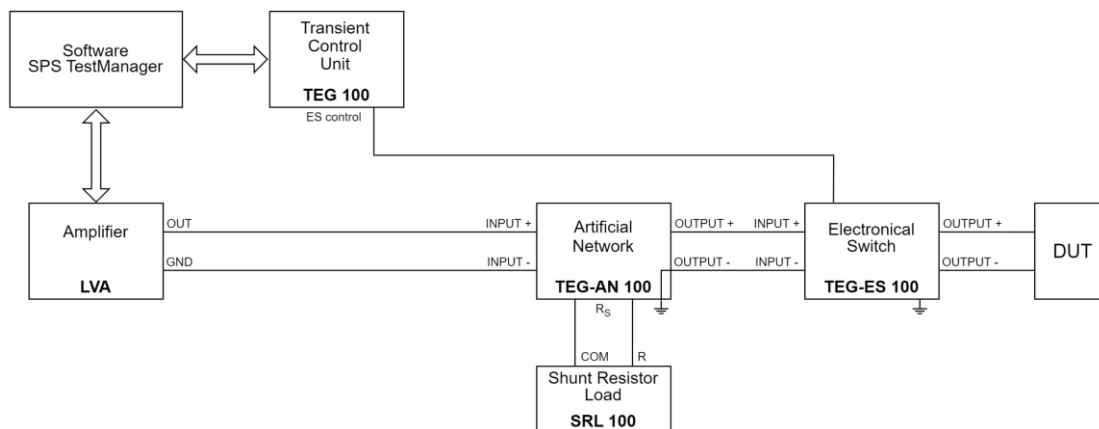 Software
SPS TestManager
Transient
Control
Unit
TEG 100
ES control
Amplifier
LVA
OUT
GND
INPUT +
INPUT -
Artificial
Network
TEG-AN 100
RS
OUTPUT +
OUTPUT -
INPUT +
INPUT -
Electronical
Switch
TEG-ES 100
OUTPUT +
OUTPUT -
DUT
COM
R
Shunt Resistor
Load
SRL 100